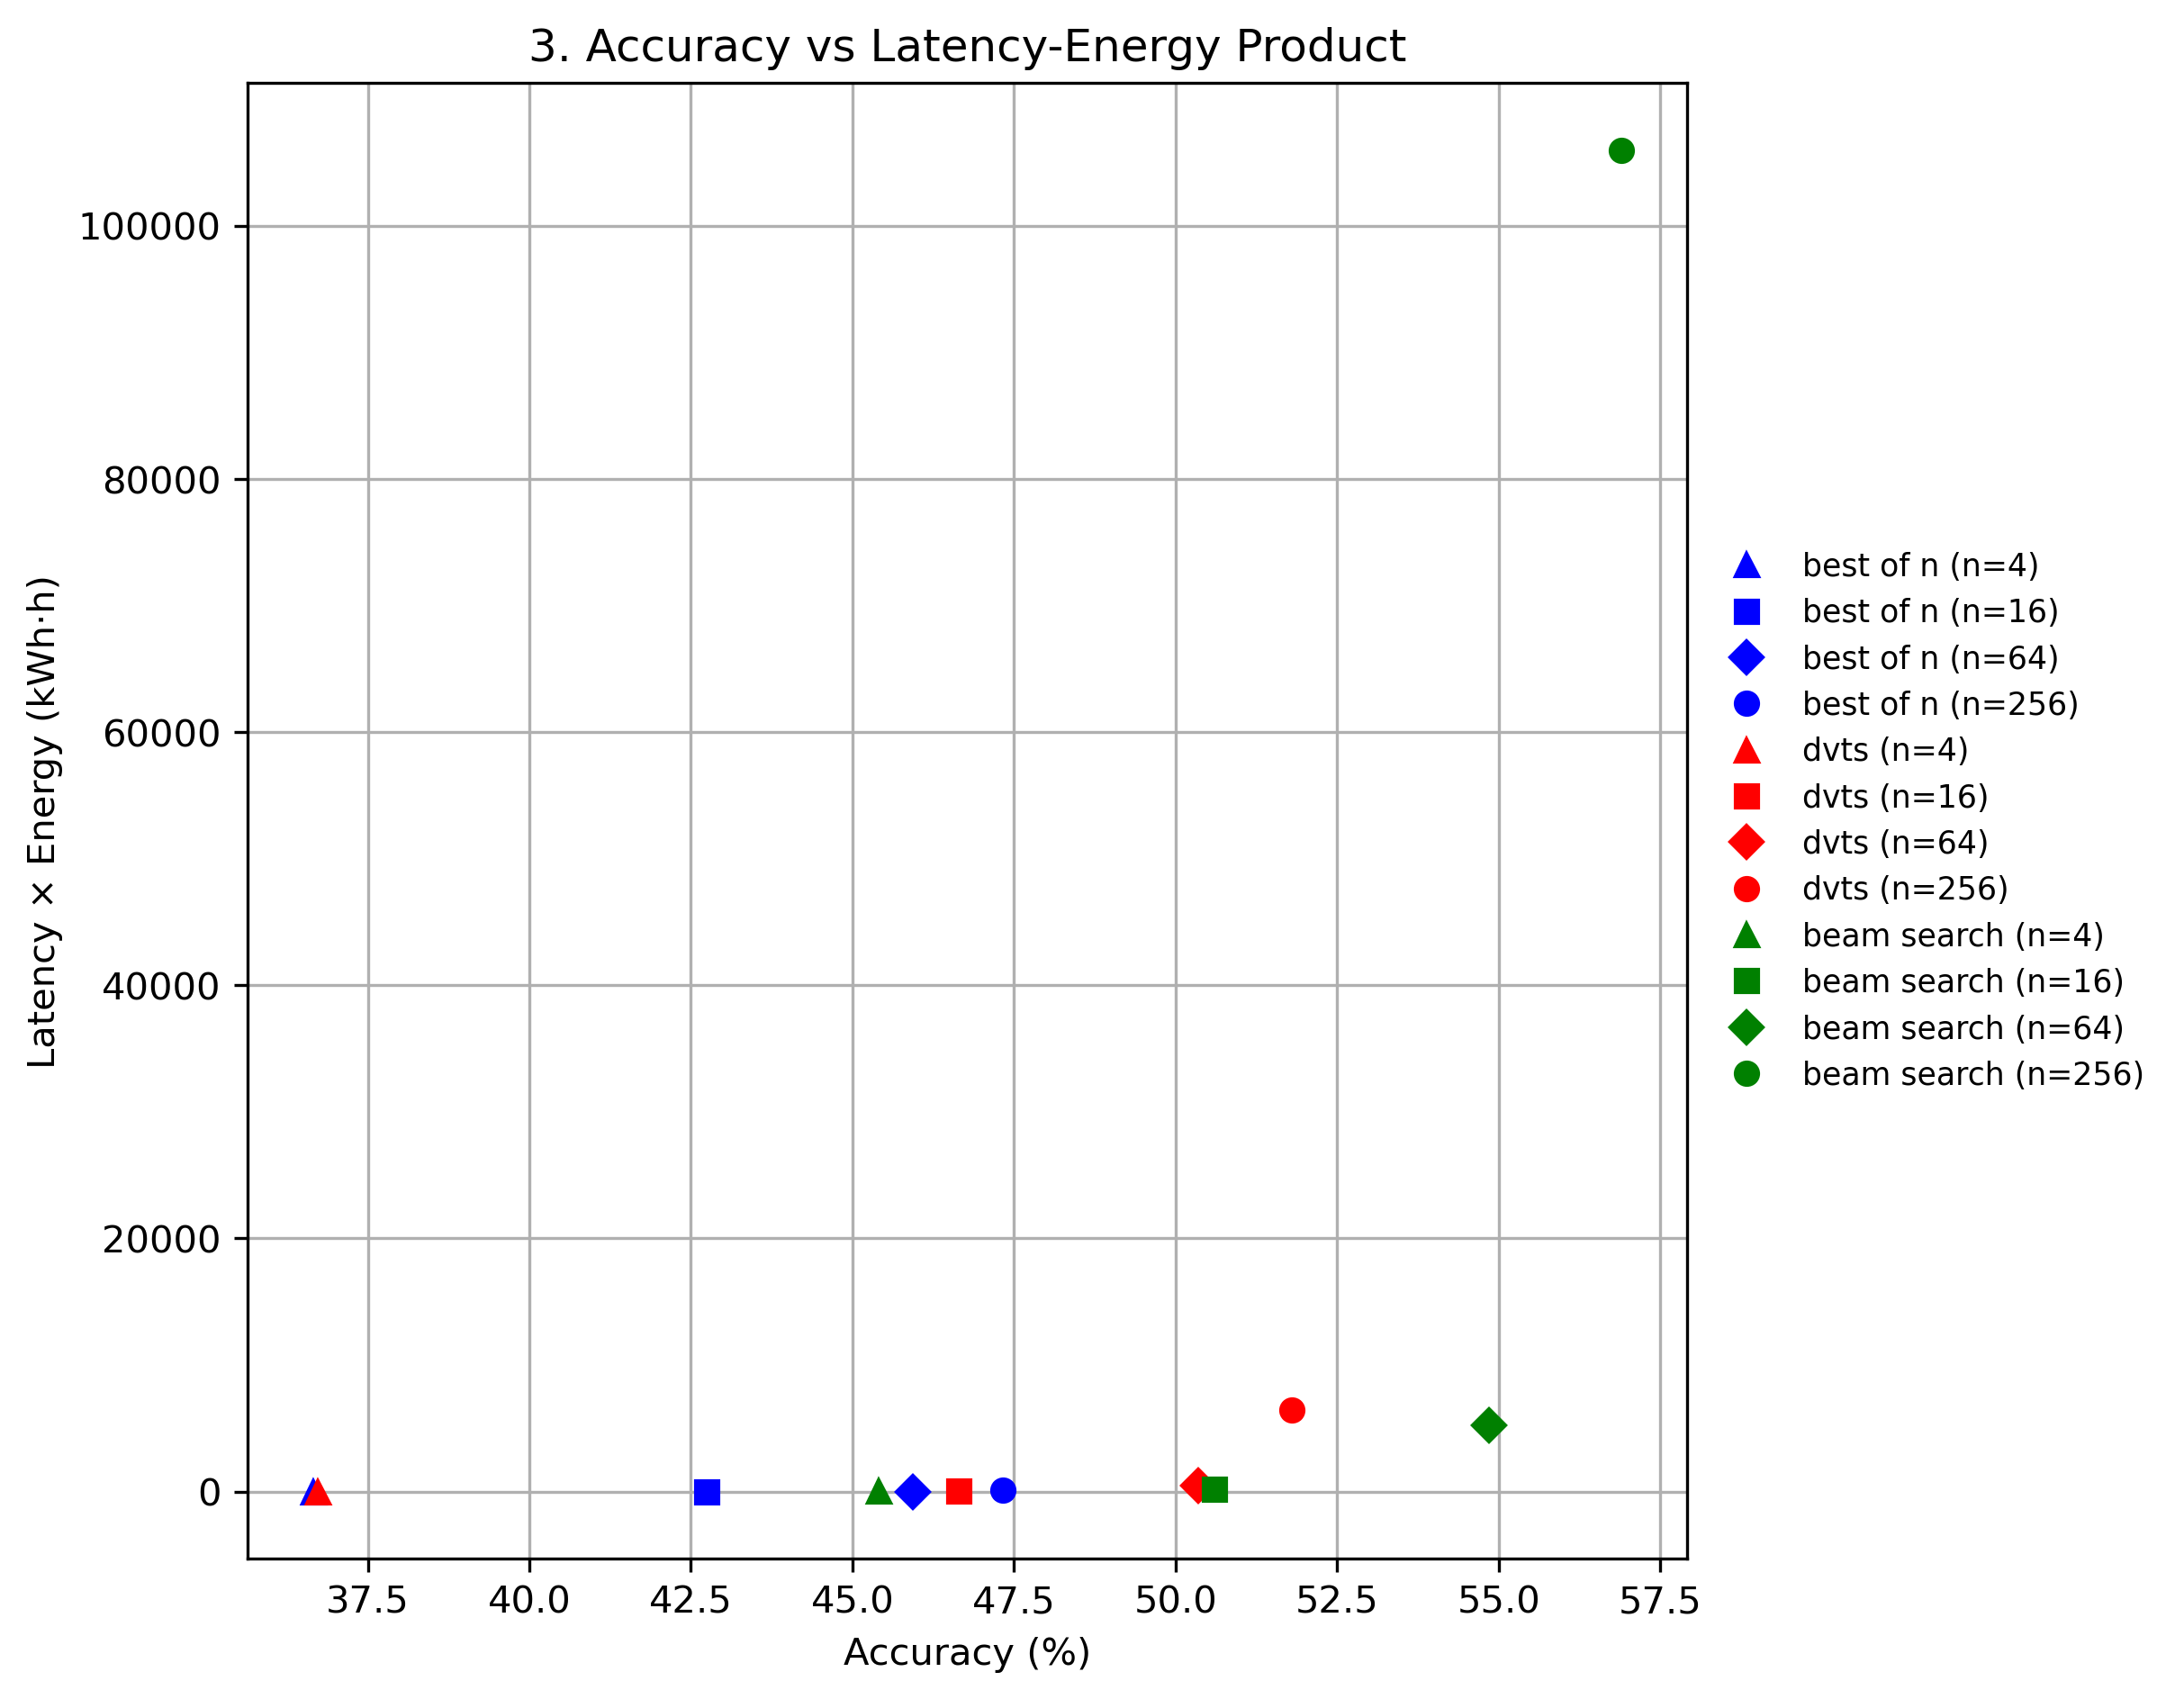 3. Accuracy vs Latency-Energy Product
Latency × Energy (kWh·h)
100000
80000
60000
40000
20000
0
37.5 40.0 42.5 45.0 47.5 50.0 52.5 55.0 57.5
Accuracy (%)
best of n (n=4)
best of n (n=16)
best of n (n=64)
best of n (n=256)
dvts (n=4)
dvts (n=16)
dvts (n=64)
dvts (n=256)
beam search (n=4)
beam search (n=16)
beam search (n=64)
beam search (n=256)